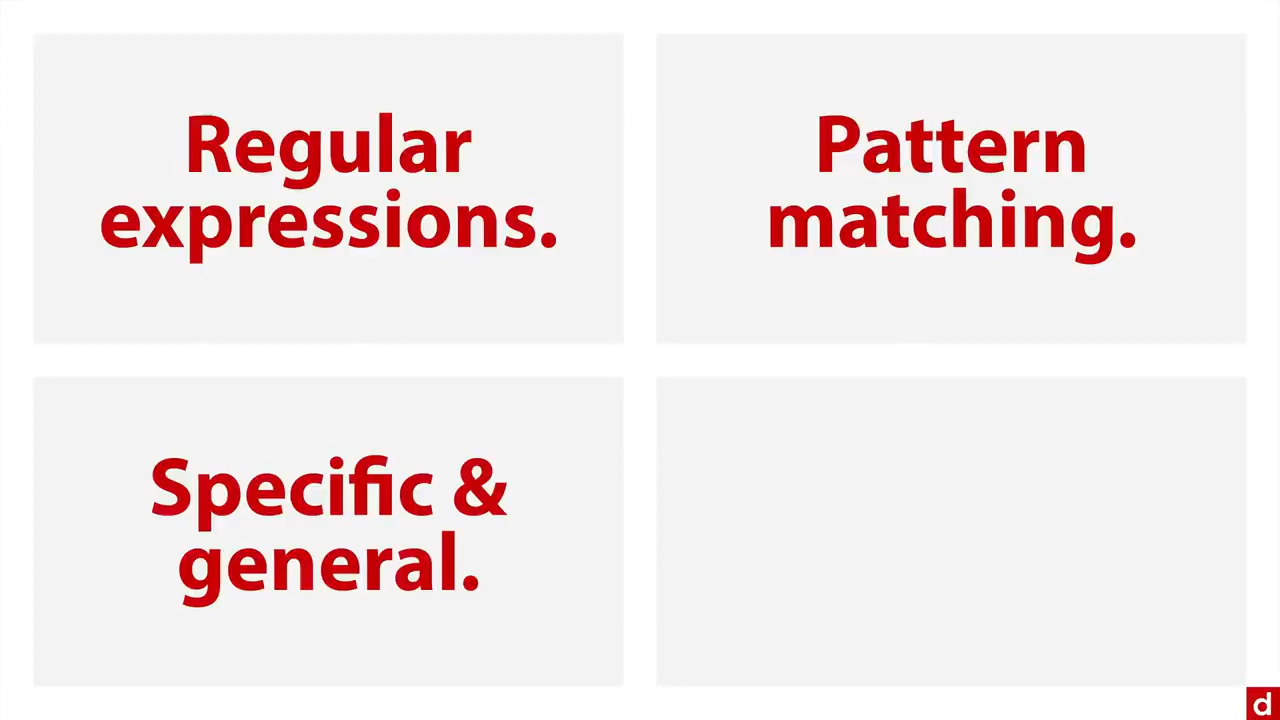 Regular
expressions.
Pattern
matching.
Specific &
general.
d